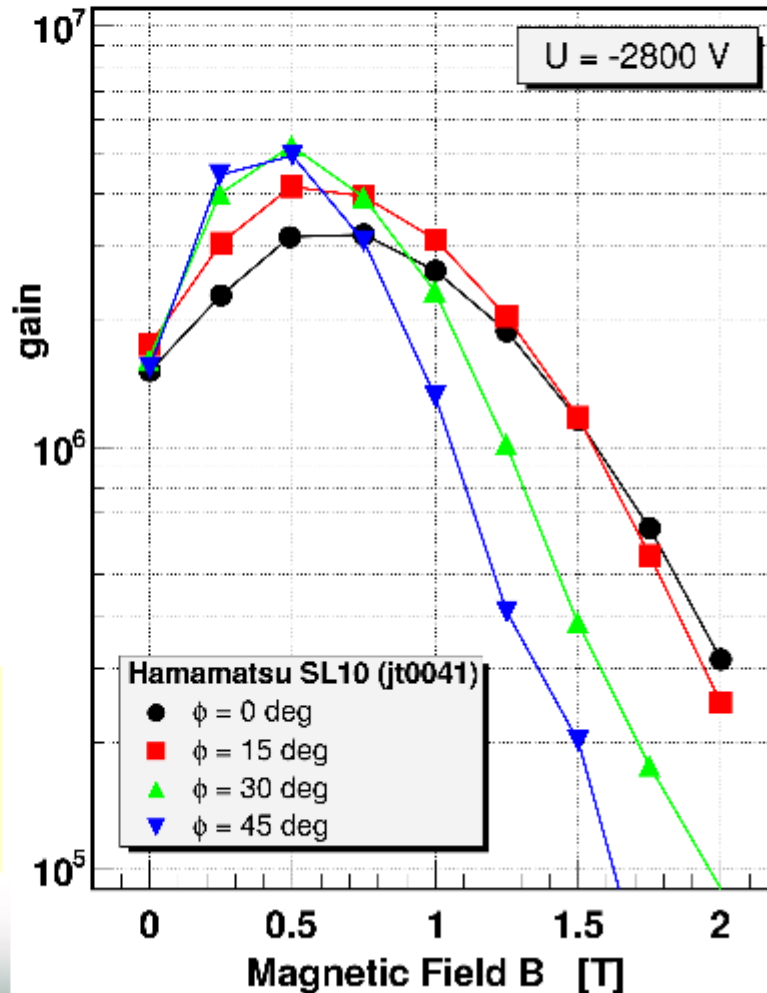 10⁷
U = -2800 V
gain
10⁶
Hamamatsu SL10 (jt0041)
ϕ = 0 deg
ϕ = 15 deg
ϕ = 30 deg
ϕ = 45 deg
10⁵
0 0.5 1 1.5 2
Magnetic Field B [T]